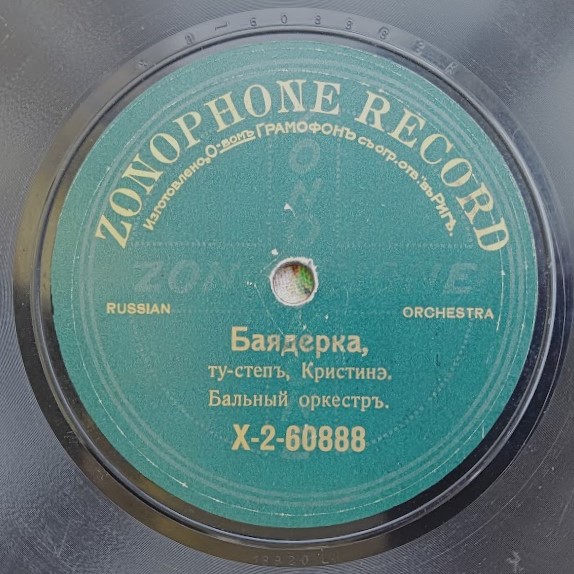 ZONOPHONE RECORD
Изготовлено „О-вомъ ГРАМОФОНЪ съ огр. отв.“ въ Ригѣ.
ZONOPHONE
RUSSIAN
ORCHESTRA
Баядерка,
ту-степъ, Кристинэ.
Бальный оркестръ.
X-2-60888